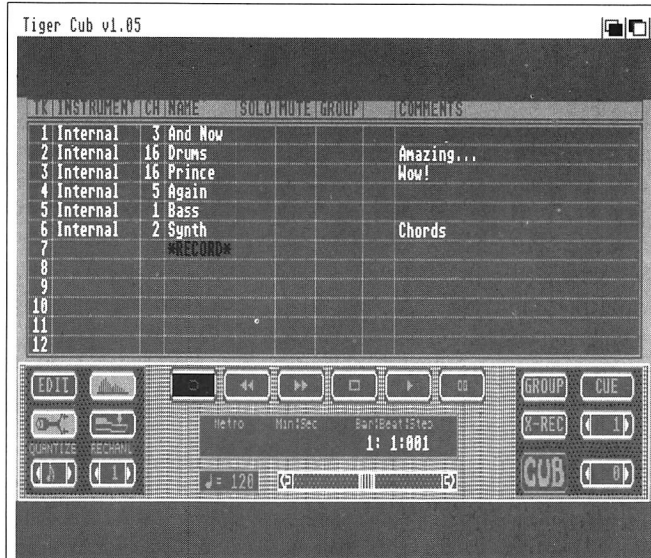 Tiger Cub v1.05
TK INSTRUMENT CH NAME SOLO MUTE GROUP COMMENTS
1 Internal 3 And Now
2 Internal 16 Drums Amazing...
3 Internal 16 Prince Wow!
4 Internal 5 Again
5 Internal 1 Bass
6 Internal 2 Synth Chords
7 *RECORD*
8
9
10
11
12
EDIT GROUP CUE
Metro Min:Sec Bar:Beat:Step X-REC 1
1: 1:001
QUANTIZE RECHANL
1 = 120 CUB 0